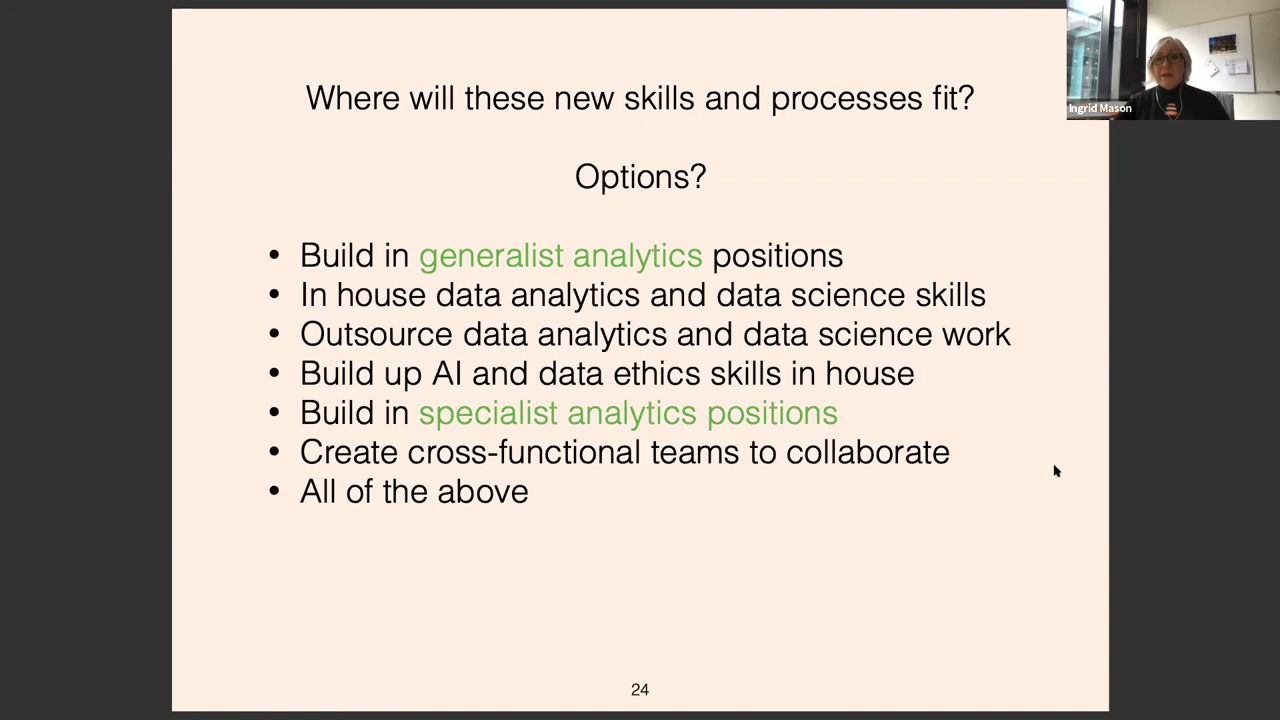 Where will these new skills and processes fit?
Options?
• Build in generalist analytics positions
• In house data analytics and data science skills
• Outsource data analytics and data science work
• Build up AI and data ethics skills in house
• Build in specialist analytics positions
• Create cross-functional teams to collaborate
• All of the above
24
Ingrid Mason